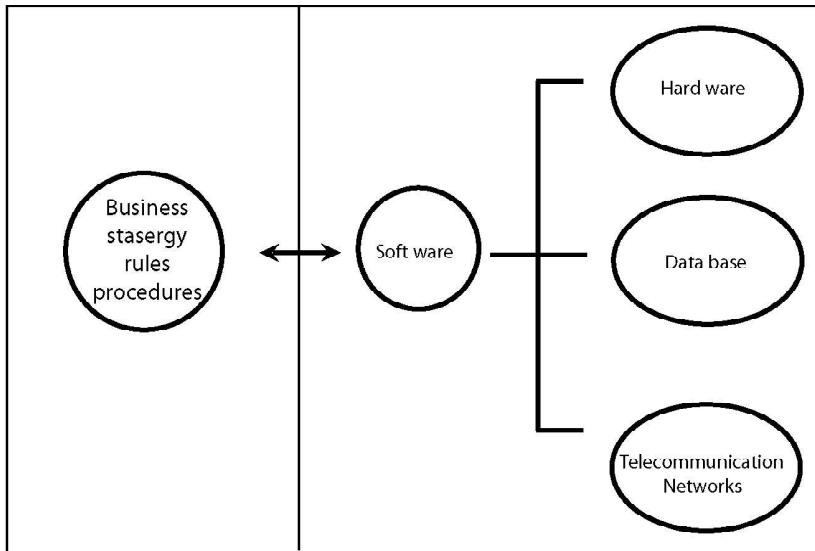 Business
stasergy
rules
procedures
Soft ware
Hard ware
Data base
Telecommunication
Networks